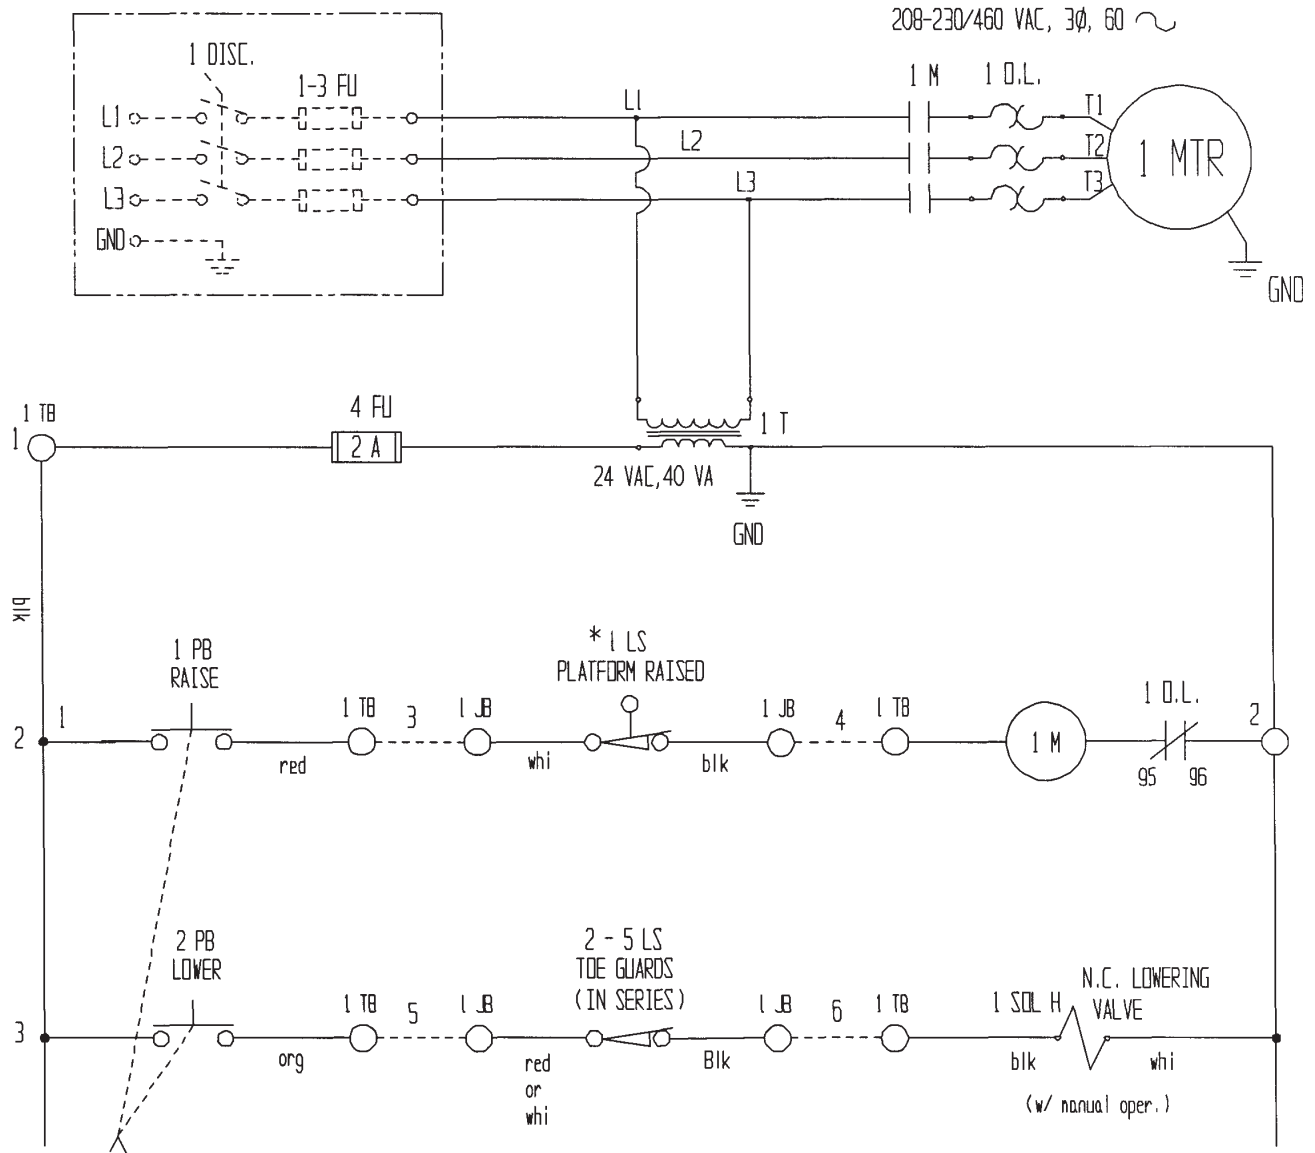 208-230/460 VAC, 3Ø, 60
1 DISC.
1-3 FU
1 M
1 O.L.
L1
L1
T1
L2
L2
T2
1 MTR
L3
L3
T3
GND
GND
1 TB
1
4 FU
2 A
1 T
24 VAC,40 VA
GND
blk
1 PB
RAISE
* 1 LS
PLATFORM RAISED
2
1
1 TB
3
1 JB
1 JB
4
1 TB
1 M
1 O.L.
2
red
whi
blk
95
96
2 PB
LOWER
2 - 5 LS
TOE GUARDS
(IN SERIES)
N.C. LOWERING
VALVE
3
1 TB
5
1 JB
1 JB
6
1 TB
1 SOL H
org
red
or
whi
Blk
blk
whi
(w/ manual oper.)